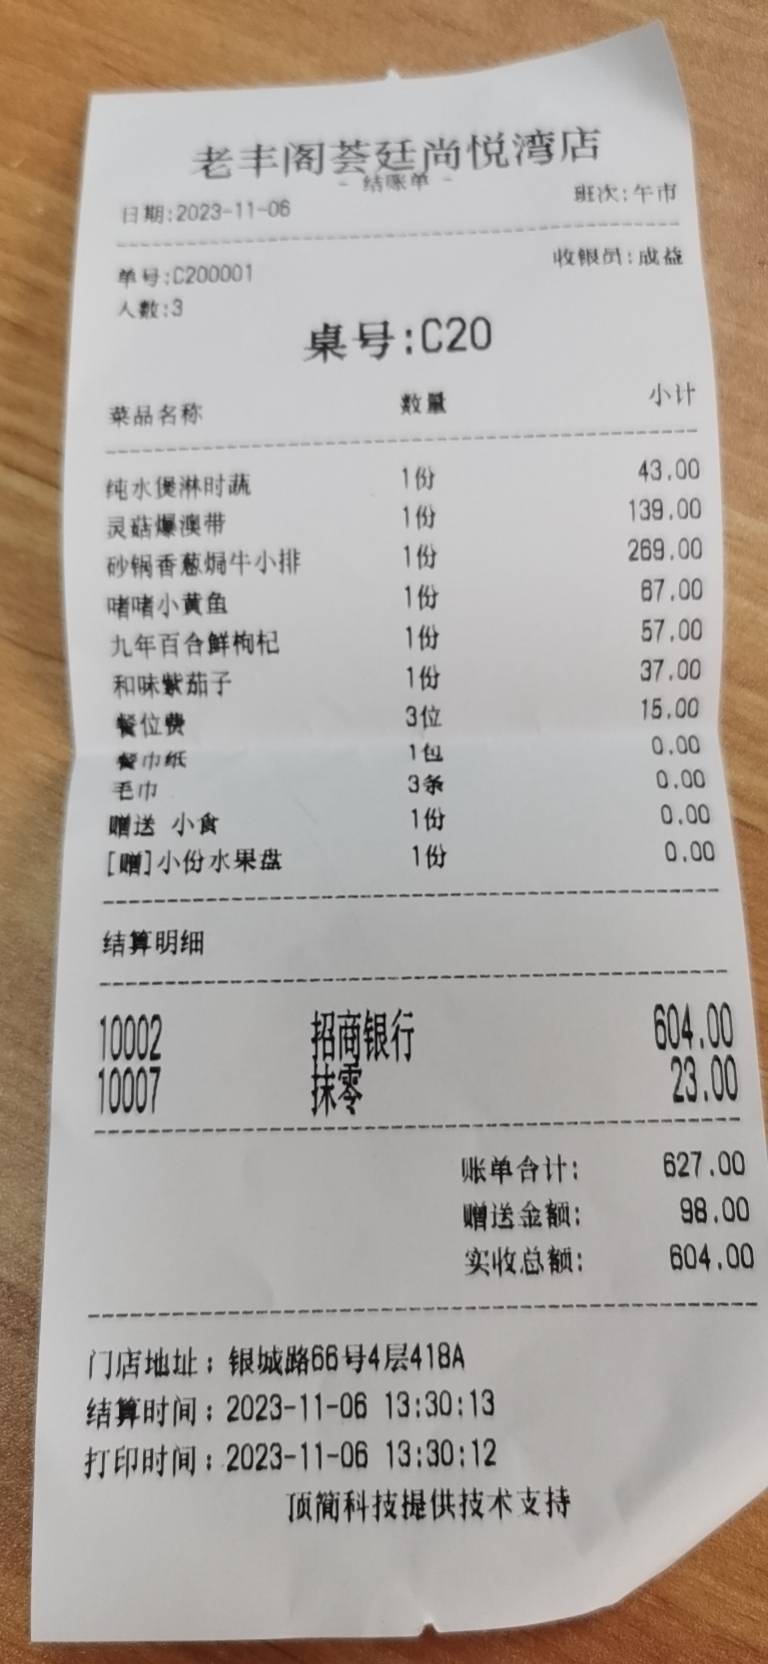 老丰阁荟廷尚悦湾店
- 结账单 -
日期:2023-11-06 班次:午市
单号:C200001 收银员:成益
人数:3
桌号:C20
菜品名称 数量 小计
纯水煲淋时蔬 1份 43.00
灵菇爆澳带 1份 139.00
砂锅香葱焗牛小排 1份 269.00
啫啫小黄鱼 1份 67.00
九年百合鲜枸杞 1份 57.00
和味紫茄子 1份 37.00
餐位费 3位 15.00
餐巾纸 1包 0.00
毛巾 3条 0.00
赠送 小食 1份 0.00
[赠]小份水果盘 1份 0.00
结算明细
10002 招商银行 604.00
10007 抹零 23.00
账单合计: 627.00
赠送金额: 98.00
实收总额: 604.00
门店地址：银城路66号4层418A
结算时间：2023-11-06 13:30:13
打印时间：2023-11-06 13:30:12
顶简科技提供技术支持